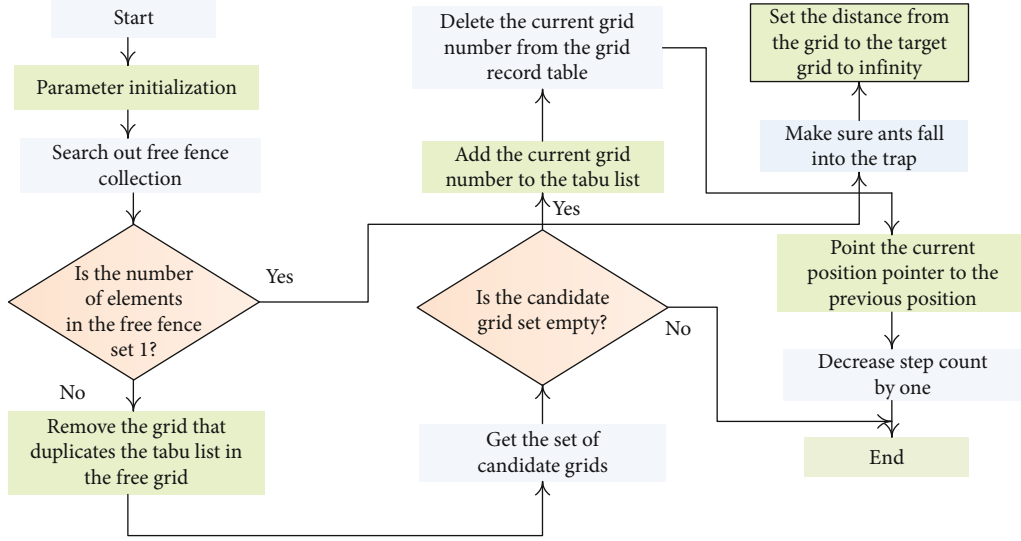 Start
Parameter initialization
Search out free fence
collection
Is the number
of elements
in the free fence
set 1?
Yes
No
Remove the grid that
duplicates the tabu list in
the free grid
Delete the current grid
number from the grid
record table
Add the current grid
number to the tabu list
Yes
Is the candidate
grid set empty?
No
Get the set of
candidate grids
Set the distance from
the grid to the target
grid to infinity
Make sure ants fall
into the trap
Point the current
position pointer to the
previous position
Decrease step count
by one
End